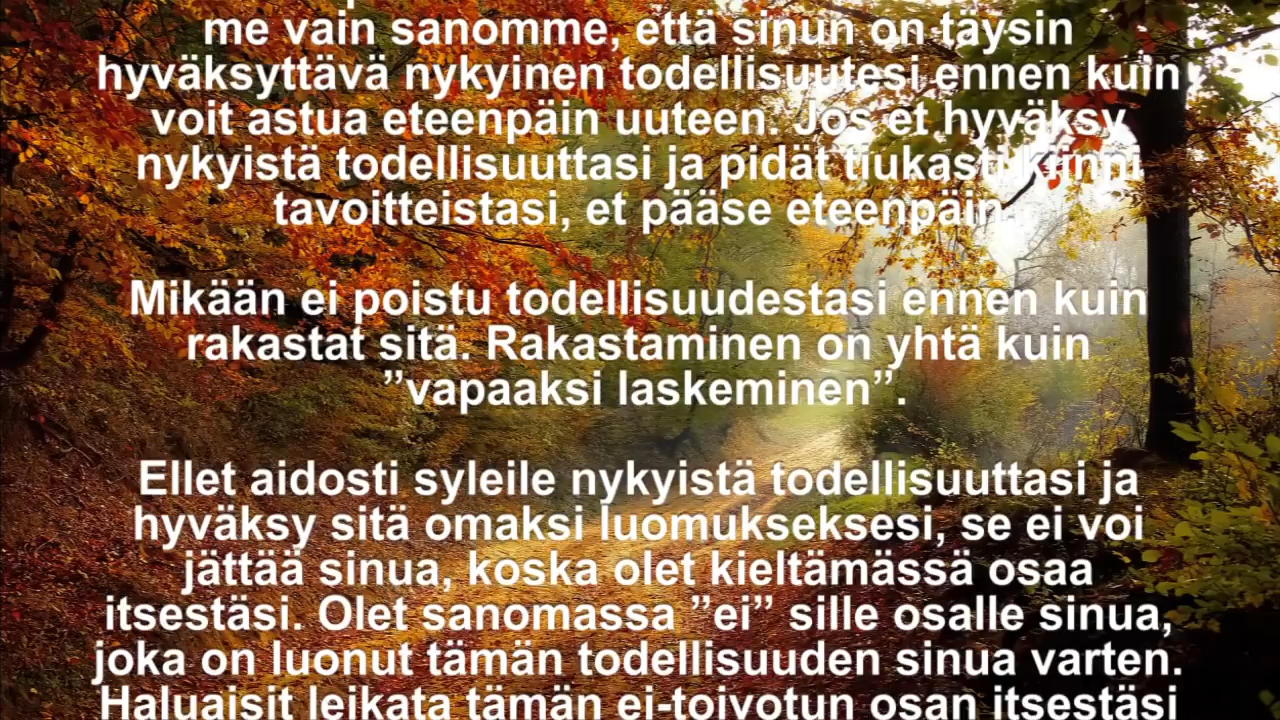 me vain sanomme, että sinun on täysin
hyväksyttävä nykyinen todellisuutesi ennen kuin
voit astua eteenpäin uuteen. Jos et hyväksy
nykyistä todellisuuttasi ja pidät tiukasti kiinni
tavoitteistasi, et pääse eteenpäin.
Mikään ei poistu todellisuudestasi ennen kuin
rakastat sitä. Rakastaminen on yhtä kuin
”vapaaksi laskeminen”.
Ellet aidosti syleile nykyistä todellisuuttasi ja
hyväksy sitä omaksi luomukseksesi, se ei voi
jättää sinua, koska olet kieltämässä osaa
itsestäsi. Olet sanomassa ”ei” sille osalle sinua,
joka on luonut tämän todellisuuden sinua varten.
Haluaisit leikata tämän ei-toivotun osan itsestäsi